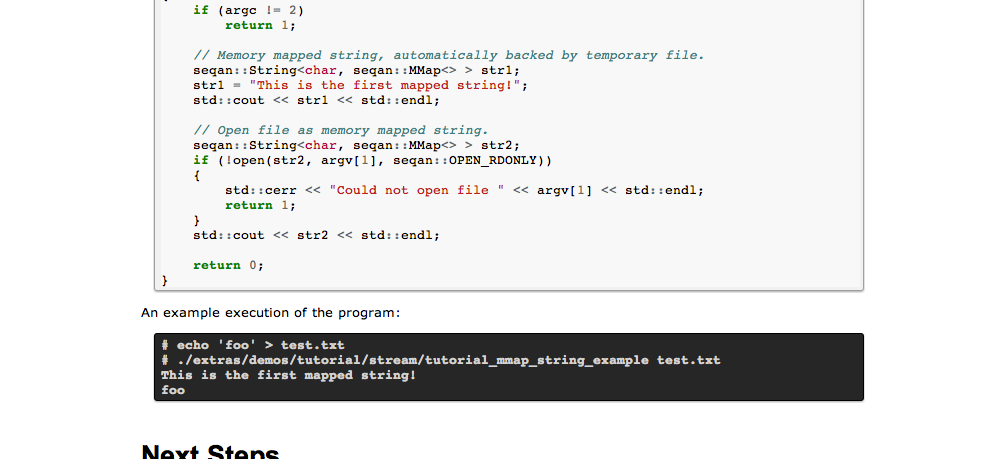 if (argc != 2)
return 1;
// Memory mapped string, automatically backed by temporary file.
seqan::String<char, seqan::MMap<> > str1;
str1 = "This is the first mapped string!";
std::cout << str1 << std::endl;
// Open file as memory mapped string.
seqan::String<char, seqan::MMap<> > str2;
if (!open(str2, argv[1], seqan::OPEN_RDONLY))
{
std::cerr << "Could not open file " << argv[1] << std::endl;
return 1;
}
std::cout << str2 << std::endl;
return 0;
}
An example execution of the program:
# echo 'foo' > test.txt
# ./extras/demos/tutorial/stream/tutorial_mmap_string_example test.txt
This is the first mapped string!
foo
Next Steps